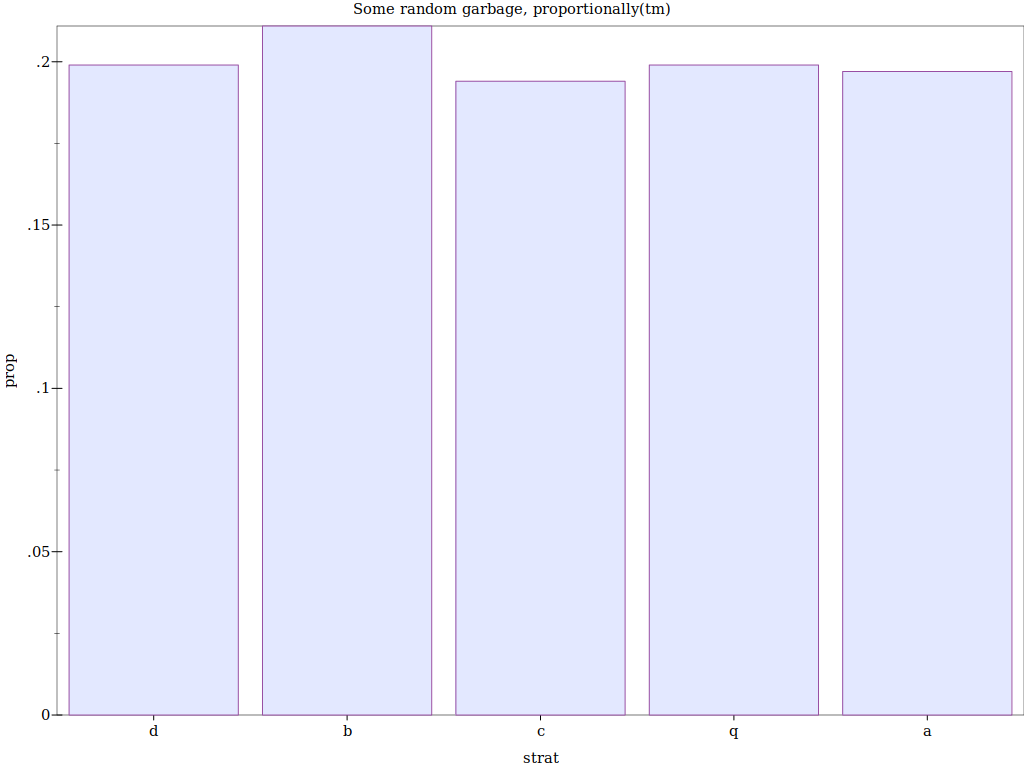 Some random garbage, proportionally(tm)
.2
.15
.1
.05
0
prop
d b c q a
strat